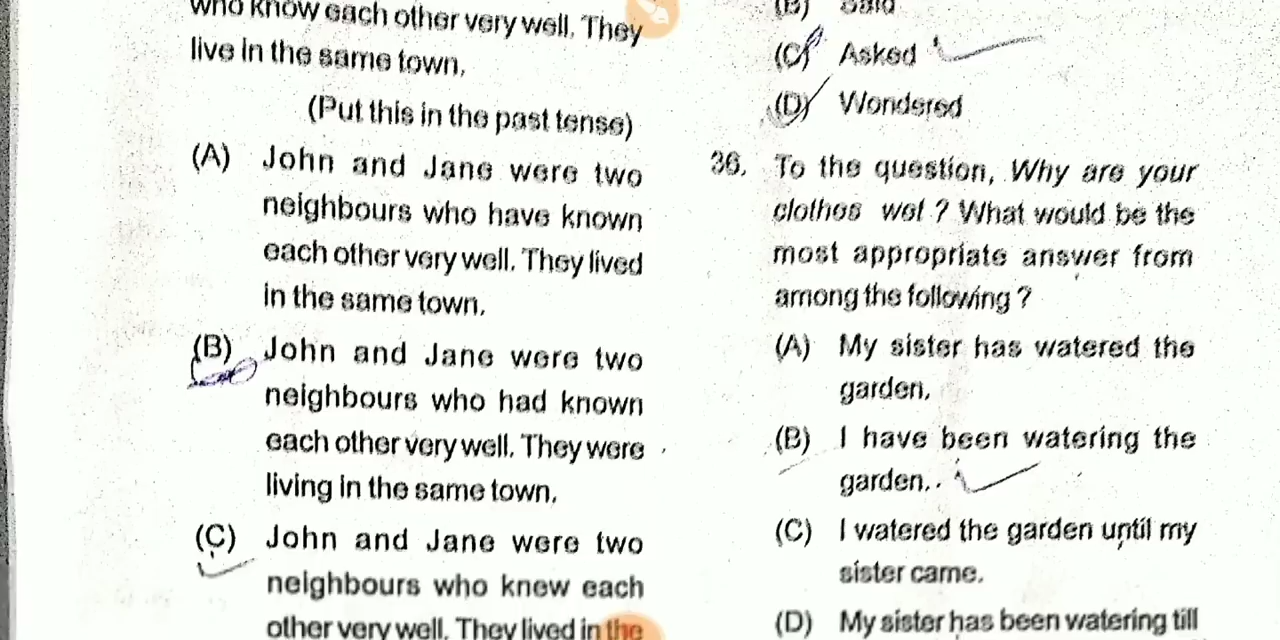 who know each other very well. They
live in the same town.
(Put this in the past tense)
(A) John and Jane were two
neighbours who have known
each other very well. They lived
in the same town.
(B) John and Jane were two
neighbours who had known
each other very well. They were
living in the same town.
(C) John and Jane were two
neighbours who knew each
other very well. They lived in the
(B) Said
(C) Asked
(D) Wondered
36. To the question, Why are your
clothes wet ? What would be the
most appropriate answer from
among the following ?
(A) My sister has watered the
garden.
(B) I have been watering the
garden.
(C) I watered the garden until my
sister came.
(D) My sister has been watering till